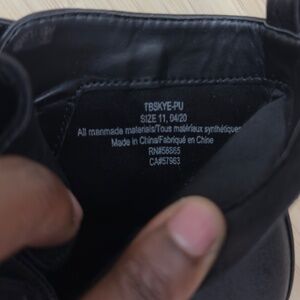 TBSKYE-PU
SIZE 11, 04/20
All manmade materials/Tous matériaux synthétiques
Made in China/Fabriqué en Chine
RN#56885
CA#57963